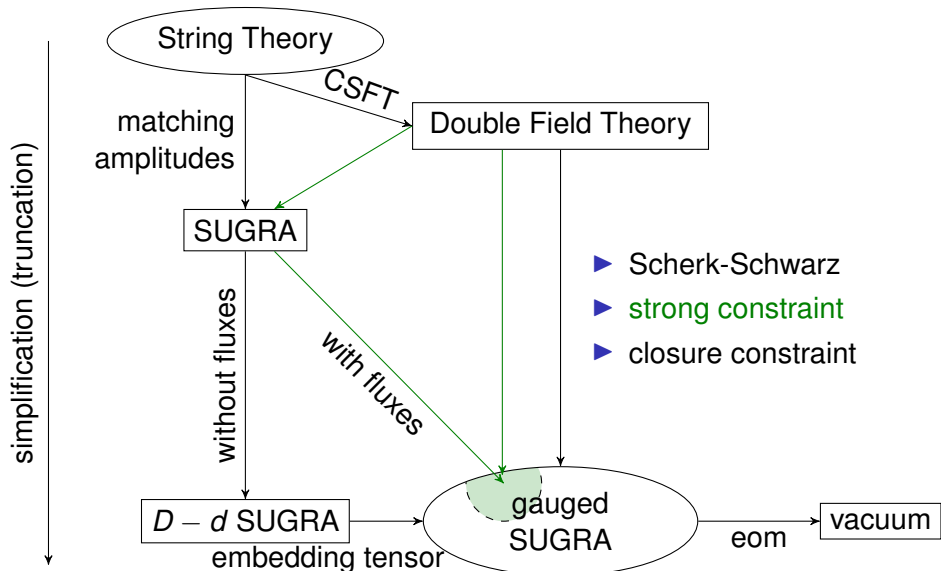 String Theory
CSFT
matching
amplitudes
Double Field Theory
SUGRA
simplification (truncation)
► Scherk-Schwarz
► strong constraint
► closure constraint
without fluxes
with fluxes
D − d SUGRA
embedding tensor
gauged
SUGRA
eom
vacuum